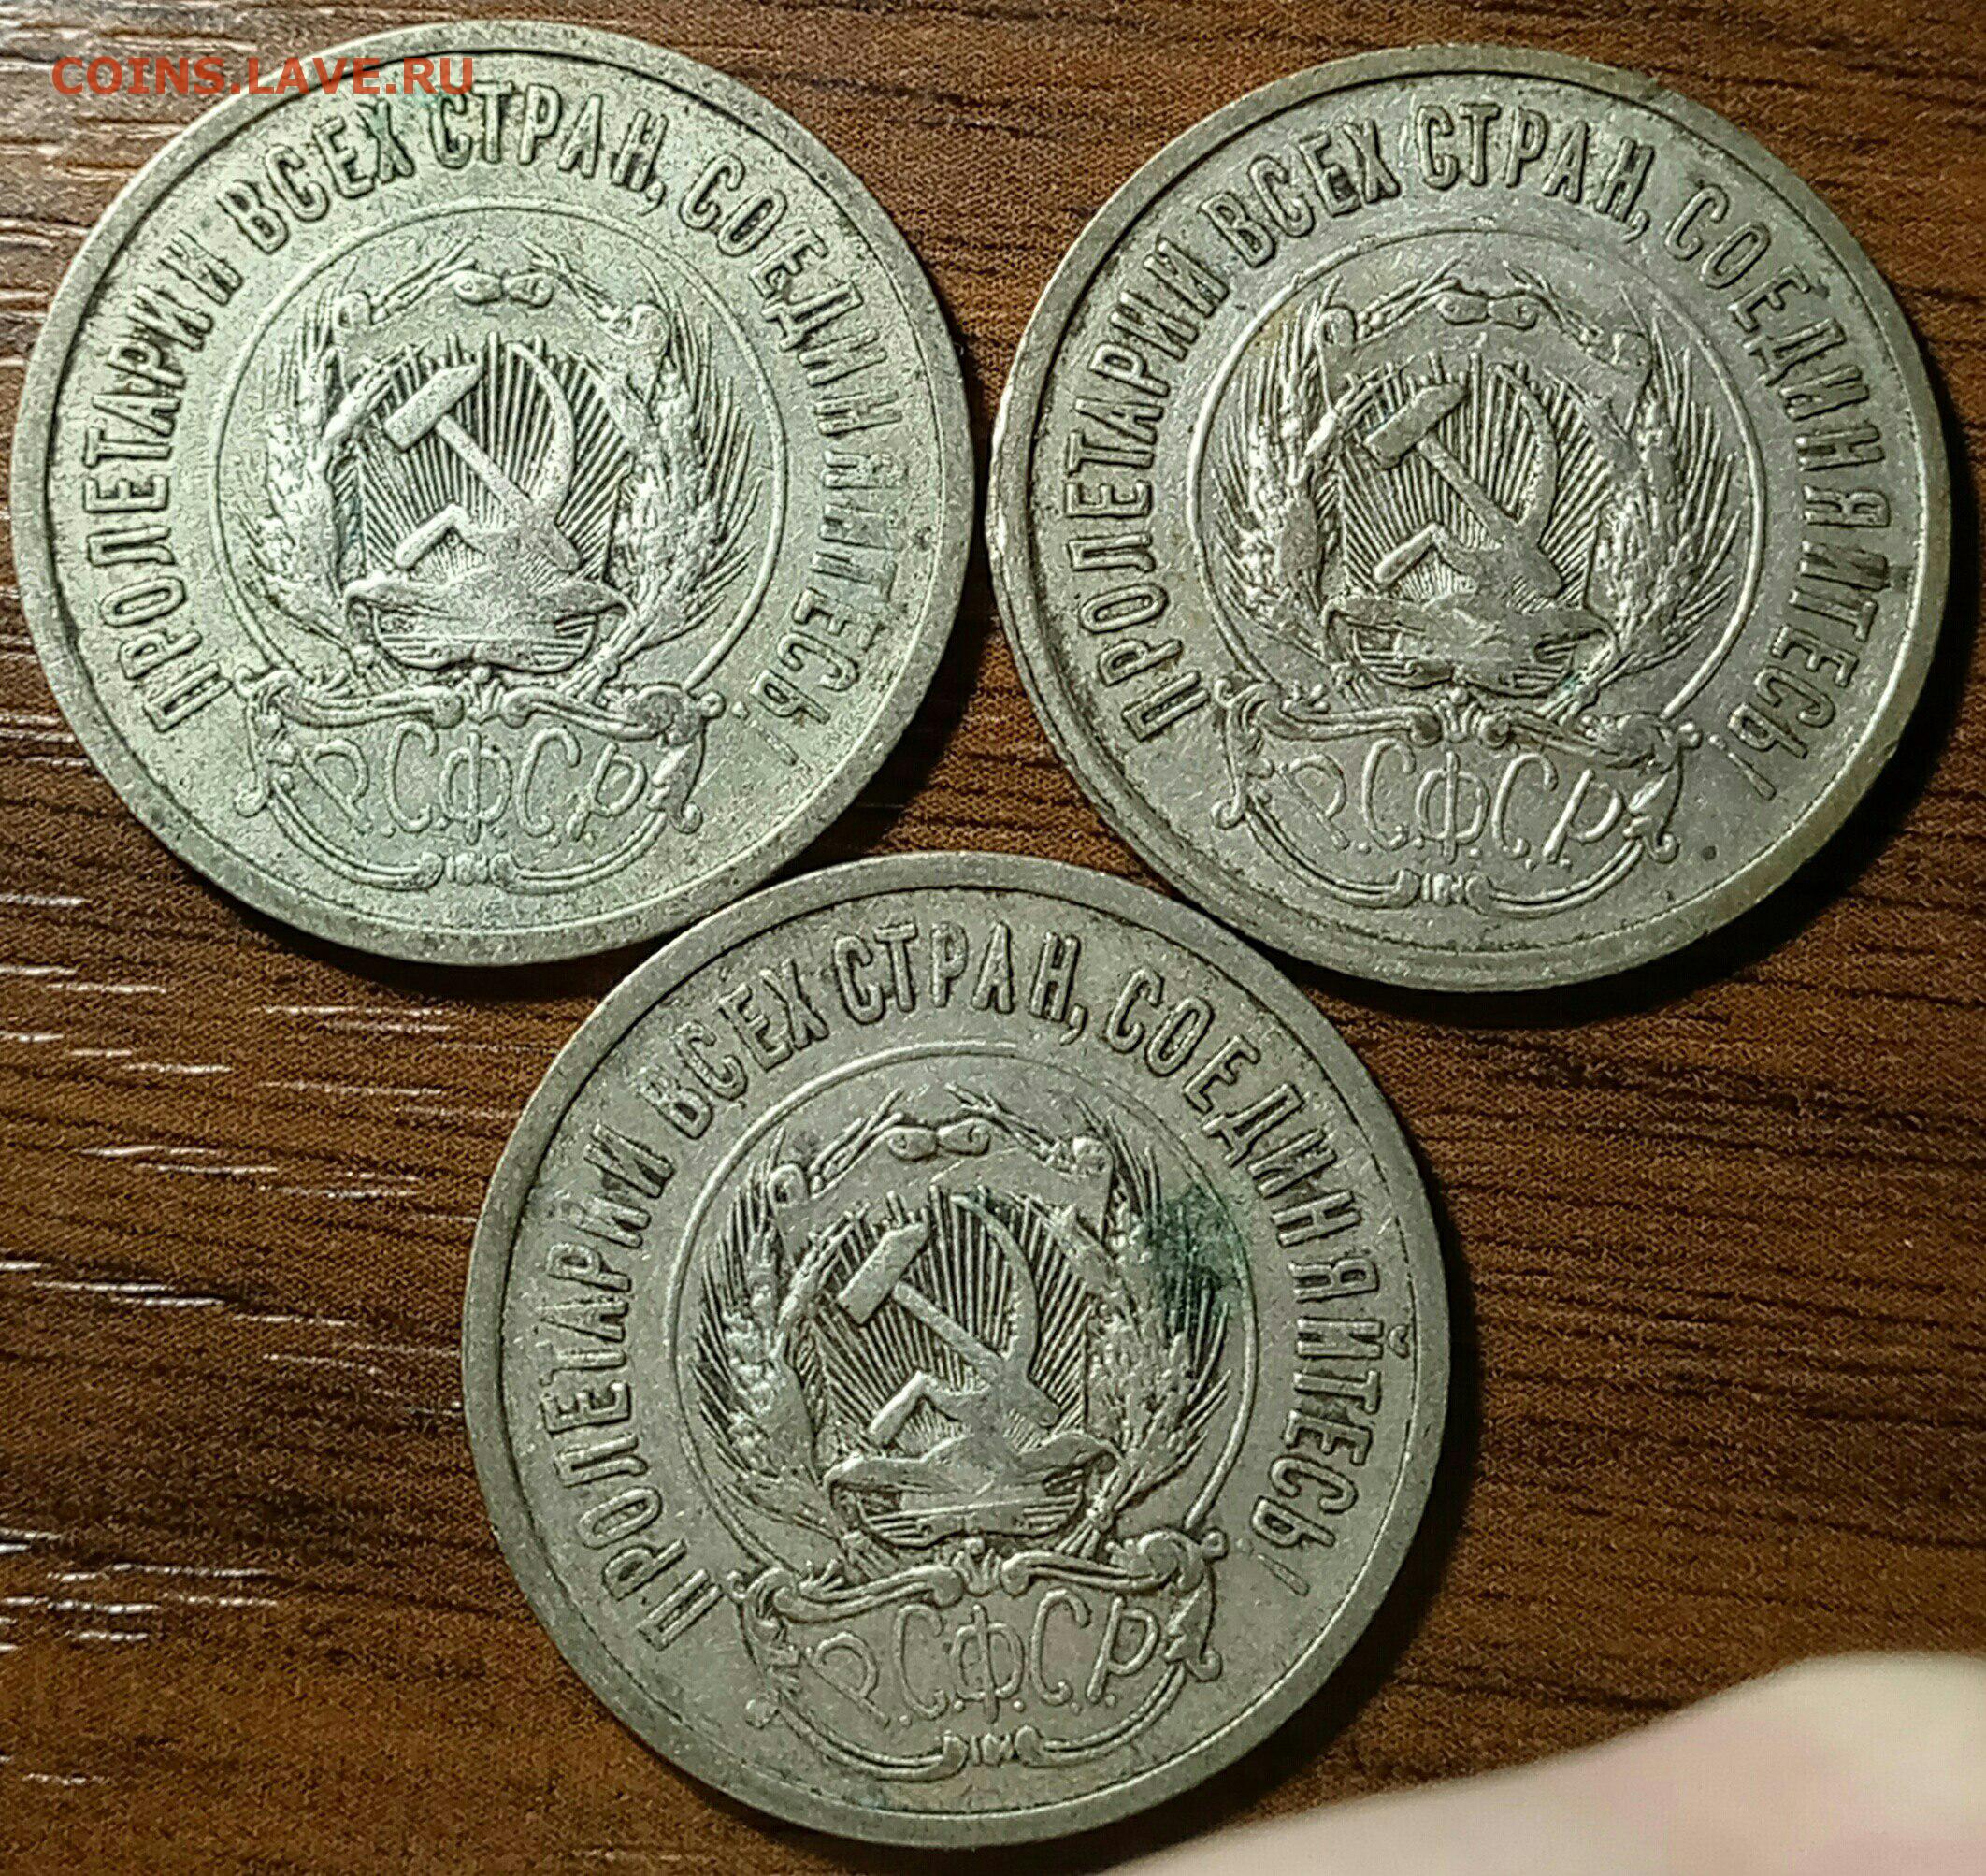 COINS.LAVE.RU
ПРОЛЕТАРИИ ВСЕХ СТРАН, СОЕДИНЯЙТЕСЬ!
Р.С.Ф.С.Р.
ПРОЛЕТАРИИ ВСЕХ СТРАН, СОЕДИНЯЙТЕСЬ!
Р.С.Ф.С.Р.
ПРОЛЕТАРИИ ВСЕХ СТРАН, СОЕДИНЯЙТЕСЬ!
Р.С.Ф.С.Р.